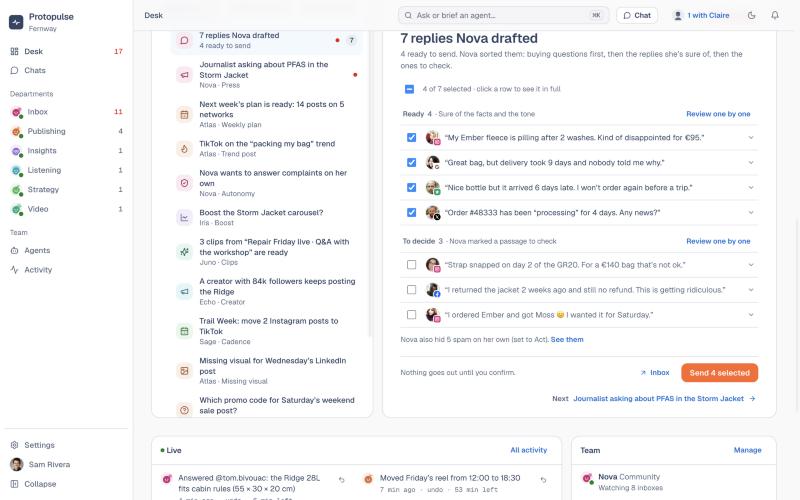 Protopulse
Fernway
Desk 17
Chats
Departments
Inbox 11
Publishing 4
Insights 1
Listening 1
Strategy 1
Video 1
Team
Agents
Activity
Settings
Sam Rivera
Collapse
Desk
Ask or brief an agent...
⌘K
Chat
1 with Claire
7 replies Nova drafted
4 ready to send
7
Journalist asking about PFAS in the
Storm Jacket
Nova · Press
Next week's plan is ready: 14 posts on 5
networks
Atlas · Weekly plan
TikTok on the “packing my bag” trend
Atlas · Trend post
Nova wants to answer complaints on her
own
Nova · Autonomy
Boost the Storm Jacket carousel?
Iris · Boost
3 clips from “Repair Friday live · Q&A with
the workshop” are ready
Juno · Clips
A creator with 84k followers keeps posting
the Ridge
Echo · Creator
Trail Week: move 2 Instagram posts to
TikTok
Sage · Cadence
Missing visual for Wednesday's LinkedIn
post
Atlas · Missing visual
Which promo code for Saturday's weekend
sale post?
7 replies Nova drafted
4 ready to send. Nova sorted them: buying questions first, then the replies she's sure of, then the
ones to check.
4 of 7 selected · click a row to see it in full
Ready 4 · Sure of the facts and the tone
Review one by one
“My Ember fleece is pilling after 2 washes. Kind of disappointed for €95.”
“Great bag, but delivery took 9 days and nobody told me why.”
“Nice bottle but it arrived 6 days late. I won't order again before a trip.”
“Order #48333 has been “processing” for 4 days. Any news?”
To decide 3 · Nova marked a passage to check
Review one by one
“Strap snapped on day 2 of the GR20. For a €140 bag that's not ok.”
“I returned the jacket 2 weeks ago and still no refund. This is getting ridiculous.”
“I ordered Ember and got Moss 😅 I wanted it for Saturday.”
Nova also hid 5 spam on her own (set to Act). See them
Nothing goes out until you confirm.
Inbox
Send 4 selected
Next Journalist asking about PFAS in the Storm Jacket
Live
All activity
Answered @tom.bivouac: the Ridge 28L
fits cabin rules (55 × 30 × 20 cm)
Moved Friday's reel from 12:00 to 18:30
7 min ago · undo · 53 min left
Team
Manage
Nova Community
Watching 8 inboxes